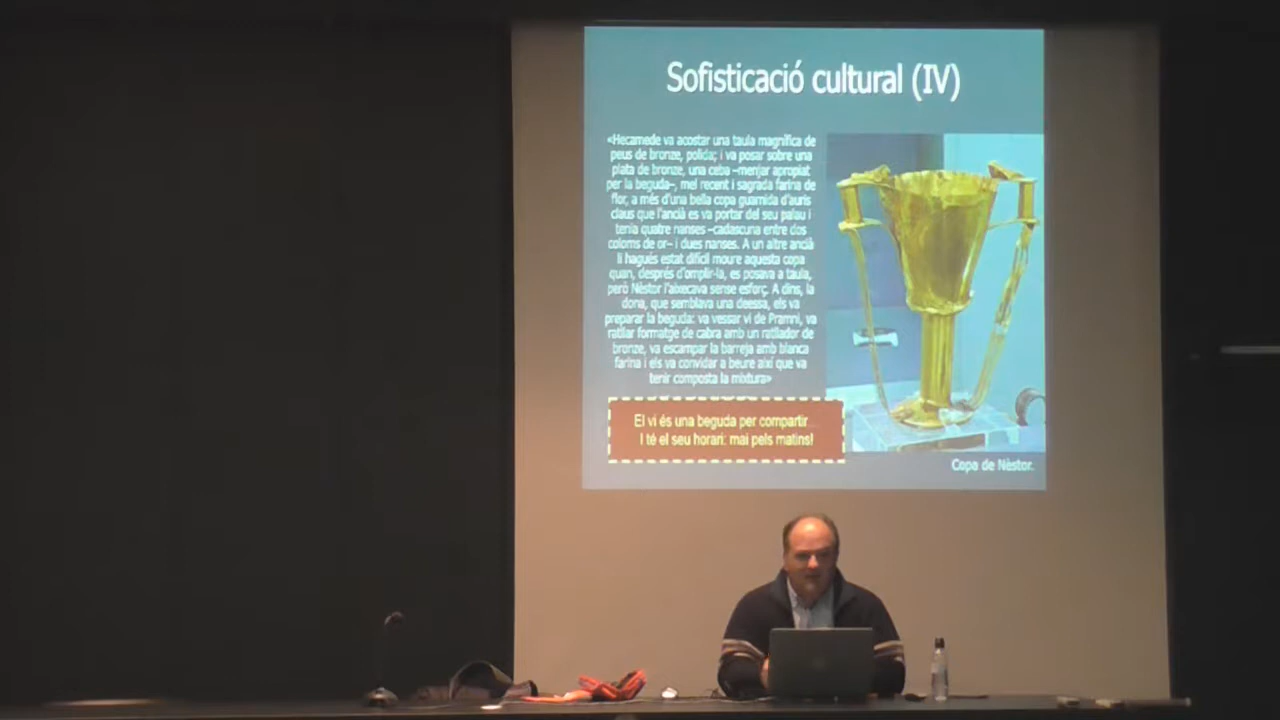 Sofisticació cultural (IV)
«Hecamede va acostar una taula magnífica de
peus de bronze, polida; i va posar sobre una
plata de bronze, una ceba –menjar apropiat
per la beguda–, mel recent i sagrada farina de
flor, a més d'una bella copa guarnida d'auris
claus que l'ancià es va portar del seu palau i
tenia quatre nanses –cadascuna entre dos
coloms de or– i dues nanses. A un altre ancià
li hagués estat difícil moure aquesta copa
quan, després d'omplir-la, es posava a taula,
però Nèstor l'aixecava sense esforç. A dins, la
dona, que semblava una deessa, els va
preparar la beguda: va vessar vi de Pramni, va
ratllar formatge de cabra amb un ratllador de
bronze, va escampar la barreja amb blanca
farina i els va convidar a beure així que va
tenir composta la mixtura»
El vi és una beguda per compartir
I té el seu horari: mai pels matins!
Copa de Nèstor.